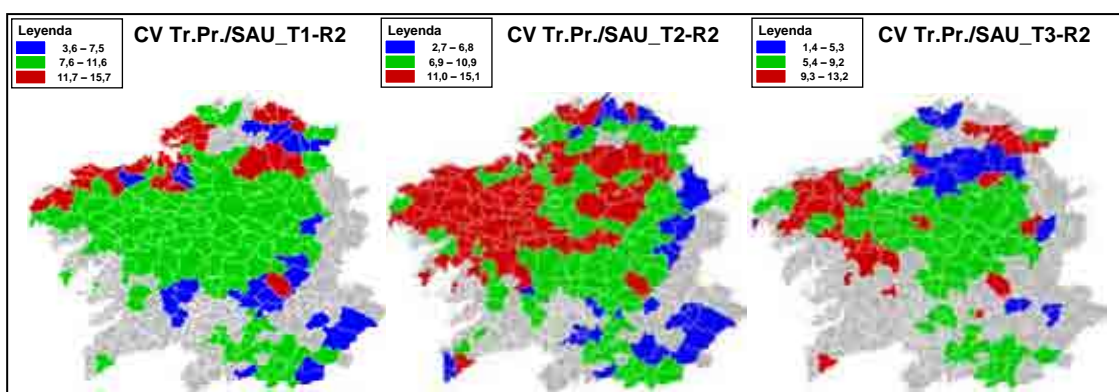 Leyenda
3,6 – 7,5
7,6 – 11,6
11,7 – 15,7
CV Tr.Pr./SAU_T1-R2
Leyenda
2,7 – 6,8
6,9 – 10,9
11,0 – 15,1
CV Tr.Pr./SAU_T2-R2
Leyenda
1,4 – 5,3
5,4 – 9,2
9,3 – 13,2
CV Tr.Pr./SAU_T3-R2